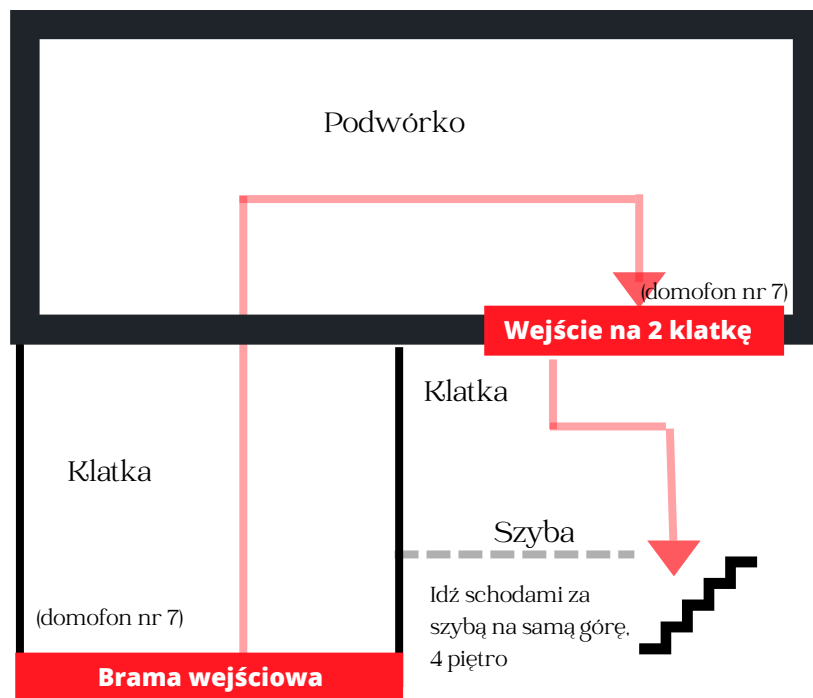 Podwórko
(domofon nr 7)
Wejście na 2 klatkę
Klatka
Klatka
Szyba
Idź schodami za
szybą na samą górę,
4 piętro
(domofon nr 7)
Brama wejściowa